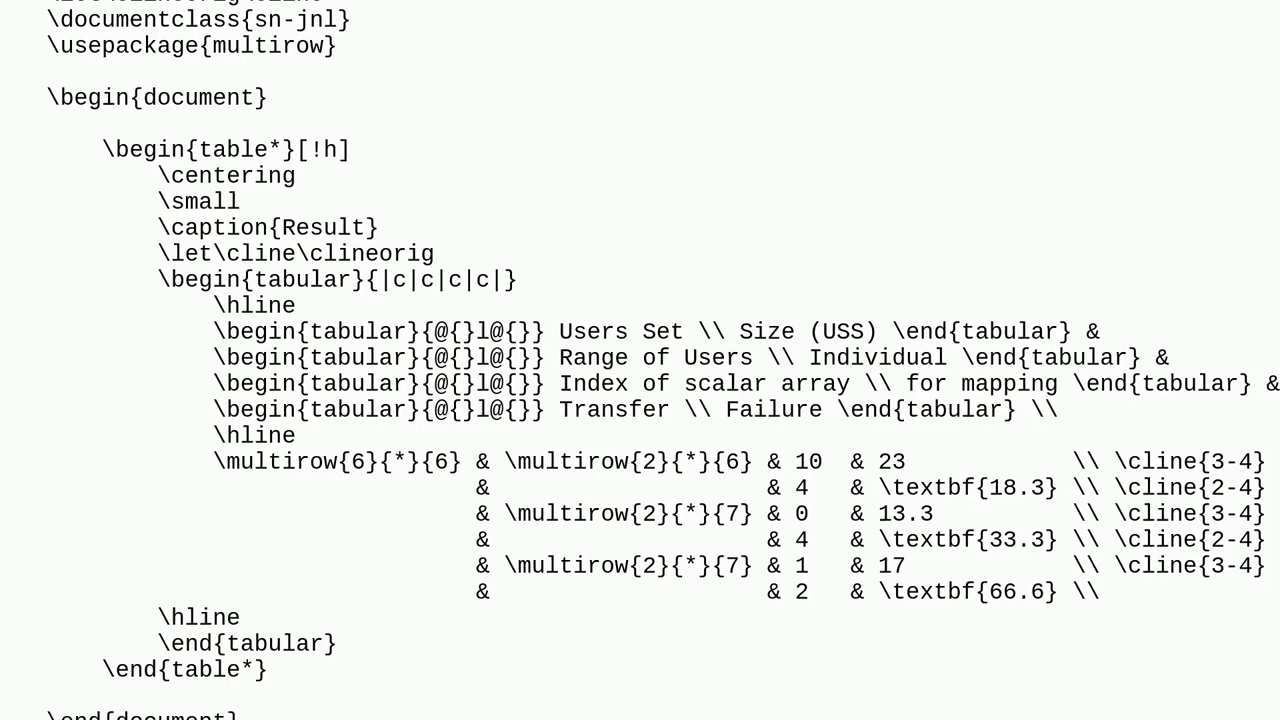 \documentclass{sn-jnl}
\usepackage{multirow}
\begin{document}
\begin{table*}[!h]
\centering
\small
\caption{Result}
\let\cline\clineorig
\begin{tabular}{|c|c|c|c|}
\hline
\begin{tabular}{@{}l@{}} Users Set \\ Size (USS) \end{tabular} &
\begin{tabular}{@{}l@{}} Range of Users \\ Individual \end{tabular} &
\begin{tabular}{@{}l@{}} Index of scalar array \\ for mapping \end{tabular} &
\begin{tabular}{@{}l@{}} Transfer \\ Failure \end{tabular} \\
\hline
\multirow{6}{*}{6} & \multirow{2}{*}{6} & 10 & 23 \\ \cline{3-4}
& & 4 & \textbf{18.3} \\ \cline{2-4}
& \multirow{2}{*}{7} & 0 & 13.3 \\ \cline{3-4}
& & 4 & \textbf{33.3} \\ \cline{2-4}
& \multirow{2}{*}{7} & 1 & 17 \\ \cline{3-4}
& & 2 & \textbf{66.6} \\
\hline
\end{tabular}
\end{table*}
\end{document}